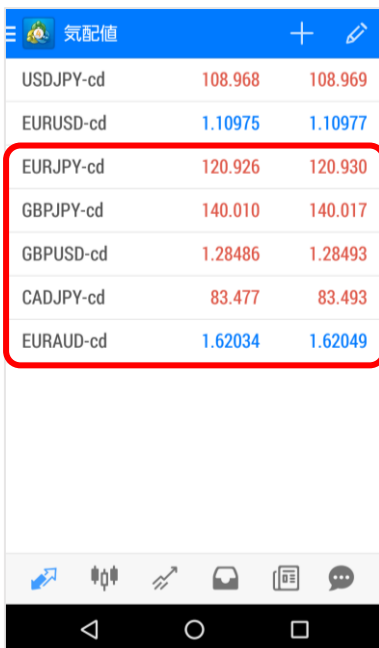 気配値
USDJPY-cd 108.968 108.969
EURUSD-cd 1.10975 1.10977
EURJPY-cd 120.926 120.930
GBPJPY-cd 140.010 140.017
GBPUSD-cd 1.28486 1.28493
CADJPY-cd 83.477 83.493
EURAUD-cd 1.62034 1.62049